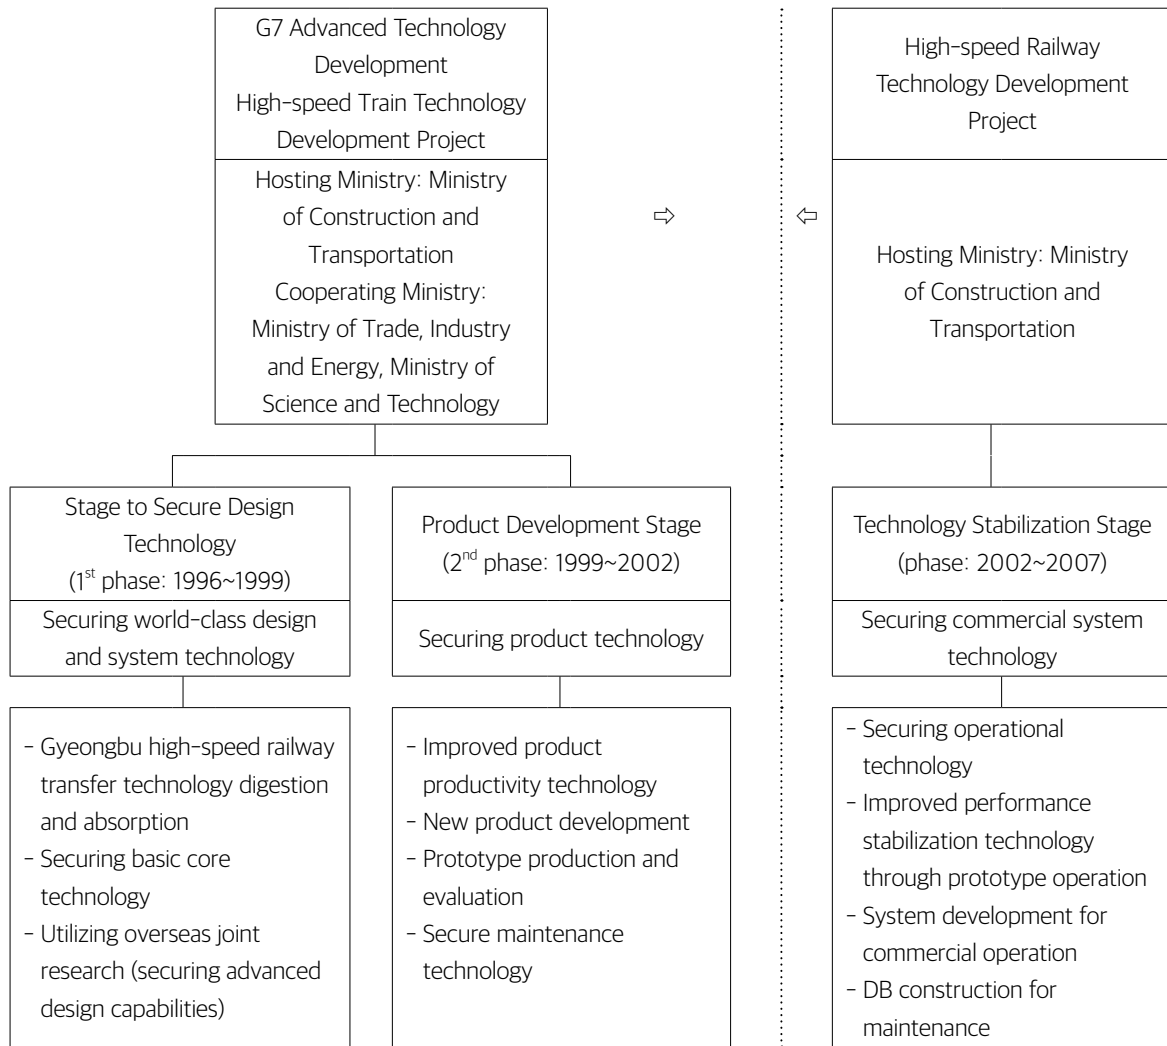 G7 Advanced Technology
Development
High-speed Train Technology
Development Project
Hosting Ministry: Ministry
of Construction and
Transportation
Cooperating Ministry:
Ministry of Trade, Industry
and Energy, Ministry of
Science and Technology
⇨
⇦
High-speed Railway
Technology Development
Project
Hosting Ministry: Ministry
of Construction and
Transportation
Stage to Secure Design
Technology
(1st phase: 1996~1999)
Securing world-class design
and system technology
- Gyeongbu high-speed railway
transfer technology digestion
and absorption
- Securing basic core
technology
- Utilizing overseas joint
research (securing advanced
design capabilities)
Product Development Stage
(2nd phase: 1999~2002)
Securing product technology
- Improved product
productivity technology
- New product development
- Prototype production and
evaluation
- Secure maintenance
technology
Technology Stabilization Stage
(phase: 2002~2007)
Securing commercial system
technology
- Securing operational
technology
- Improved performance
stabilization technology
through prototype operation
- System development for
commercial operation
- DB construction for
maintenance